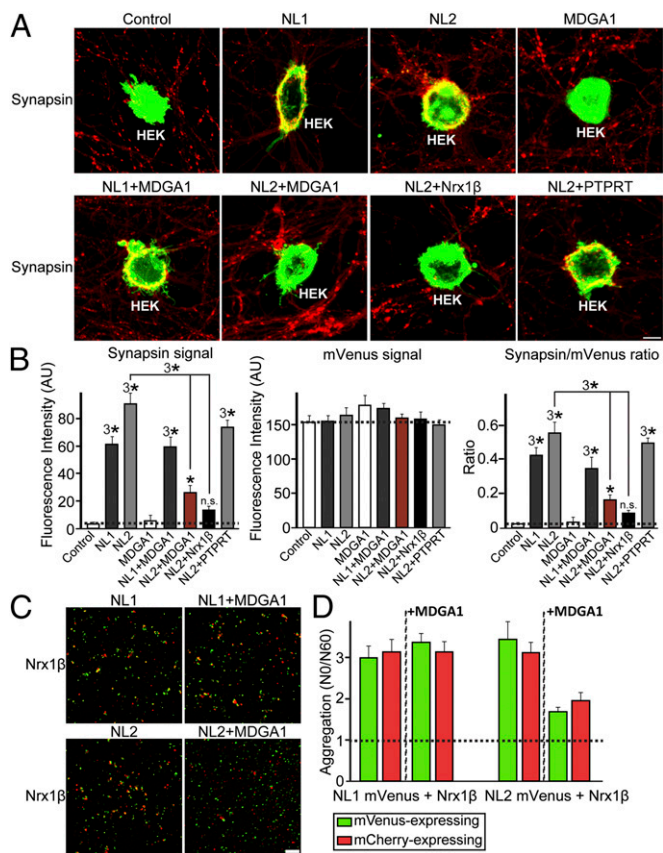 A
Control
NL1
NL2
MDGA1
Synapsin
HEK
HEK
HEK
HEK
NL1+MDGA1
NL2+MDGA1
NL2+Nrx1β
NL2+PTPRT
Synapsin
HEK
HEK
HEK
HEK
B
Synapsin signal
Fluorescence Intensity (AU)
80
60
40
20
0
3*
3*
3*
3*
*
n.s.
3*
Control
NL1
NL2
MDGA1
NL1+MDGA1
NL2+MDGA1
NL2+Nrx1β
NL2+PTPRT
mVenus signal
Fluorescence Intensity (AU)
200
150
100
50
0
Control
NL1
NL2
MDGA1
NL1+MDGA1
NL2+MDGA1
NL2+Nrx1β
NL2+PTPRT
Synapsin/mVenus ratio
Ratio
0.6
0.4
0.2
0
3*
3*
3*
3*
*
n.s.
3*
Control
NL1
NL2
MDGA1
NL1+MDGA1
NL2+MDGA1
NL2+Nrx1β
NL2+PTPRT
C
NL1
NL1+MDGA1
Nrx1β
NL2
NL2+MDGA1
Nrx1β
D
+MDGA1
+MDGA1
Aggregation (N0/N60)
3
2
1
0
NL1 mVenus + Nrx1β
NL2 mVenus + Nrx1β
mVenus-expressing
mCherry-expressing